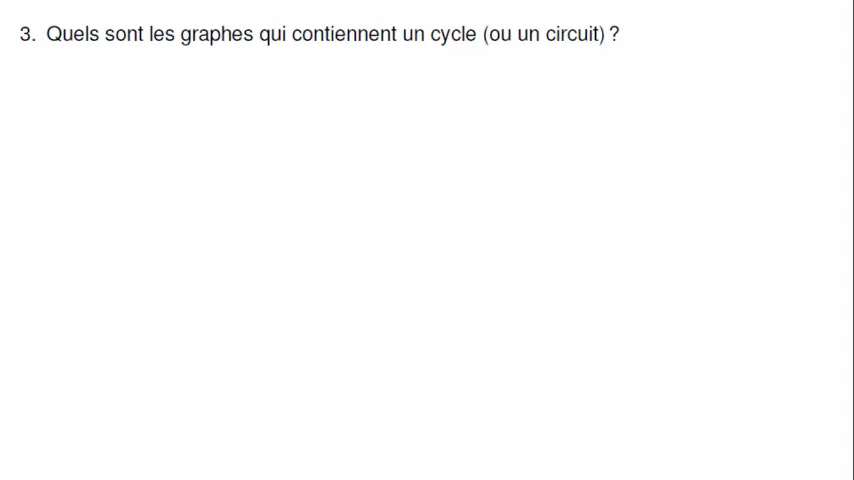 3. Quels sont les graphes qui contiennent un cycle (ou un circuit) ?